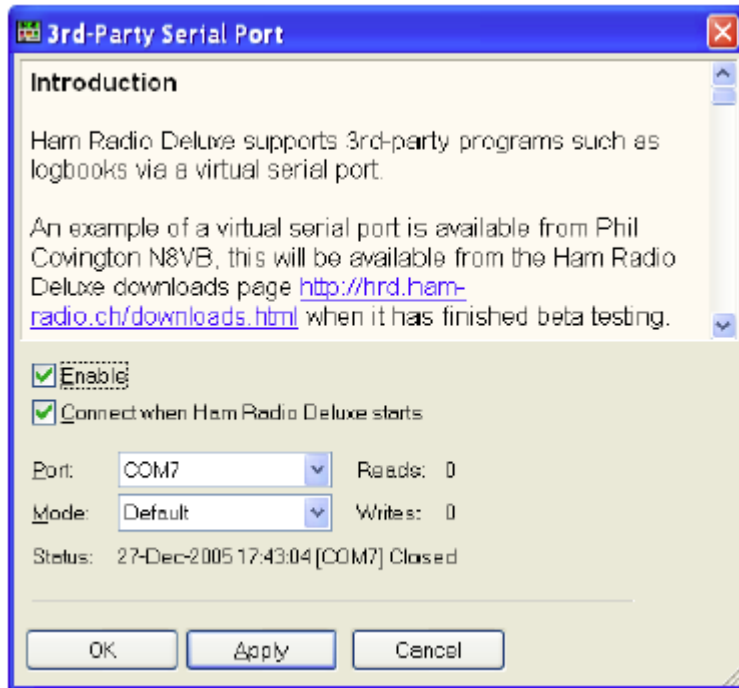 3rd-Party Serial Port
Introduction
Ham Radio Deluxe supports 3rd-party programs such as
logbooks via a virtual serial port.
An example of a virtual serial port is available from Phil
Covington N8VB, this will be available from the Ham Radio
Deluxe downloads page http://hrd.ham-
radio.ch/downloads.html when it has finished beta testing.
Enable
Connect when Ham Radio Deluxe starts
Port: COM7 Reads: 0
Mode: Default Writes: 0
Status: 27-Dec-2005 17:43:04 [COM7] Closed
OK Apply Cancel